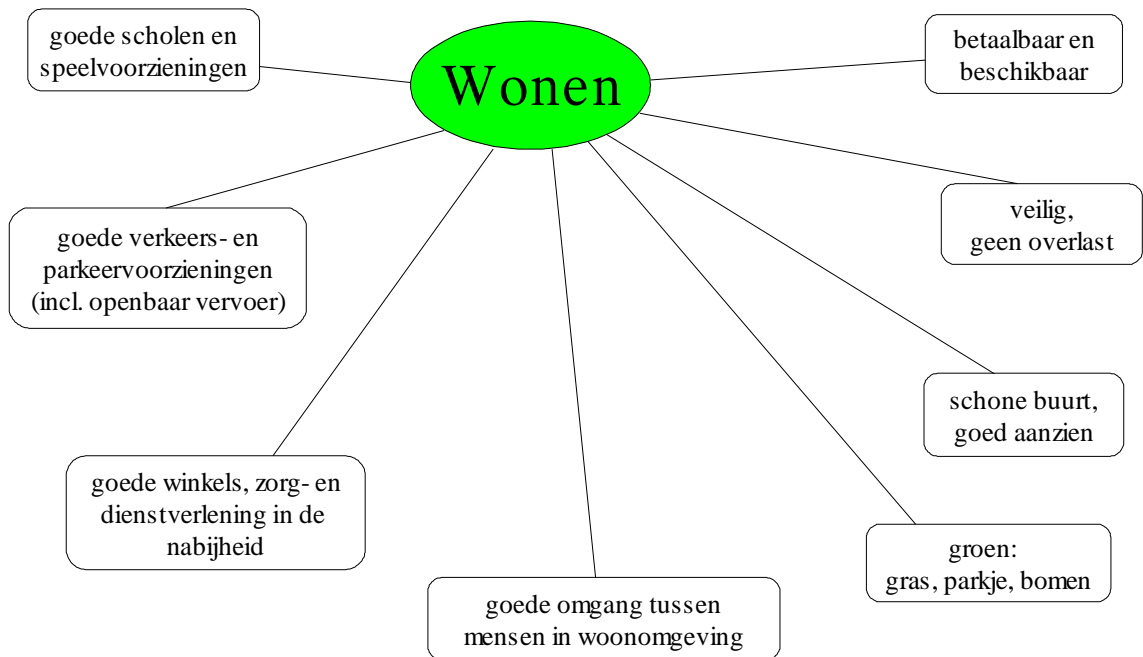 goede scholen en
speelvoorzieningen
Wonen
betaalbaar en
beschikbaar
goede verkeers- en
parkeervoorzieningen
(incl. openbaar vervoer)
veilig,
geen overlast
schone buurt,
goed aanzien
goede winkels, zorg- en
dienstverlening in de
nabijheid
groen:
gras, parkje, bomen
goede omgang tussen
mensen in woonomgeving